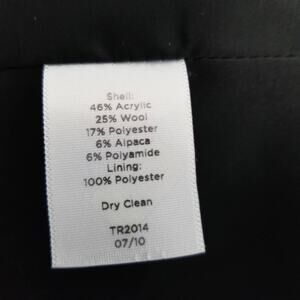 Shell:
46% Acrylic
25% Wool
17% Polyester
6% Alpaca
6% Polyamide
Lining:
100% Polyester
Dry Clean
TR2014
07/10